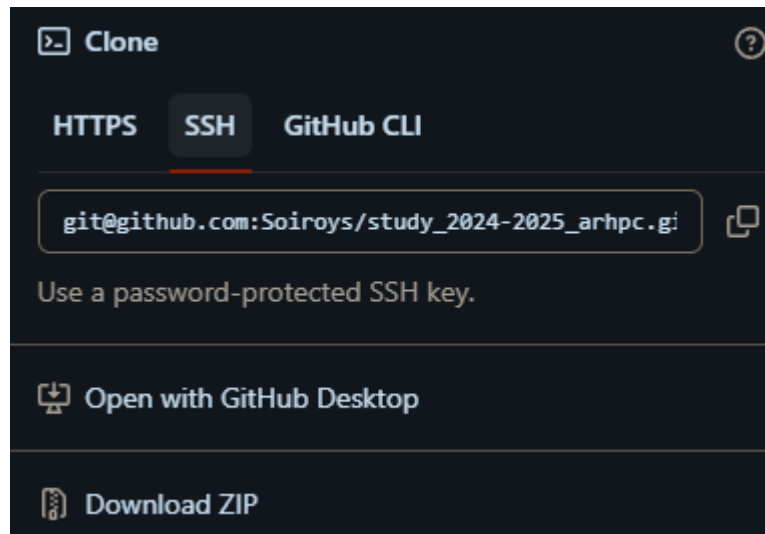 Clone
HTTPS SSH GitHub CLI
git@github.com:Soiroys/study_2024-2025_arhpc.gi
Use a password-protected SSH key.
Open with GitHub Desktop
Download ZIP